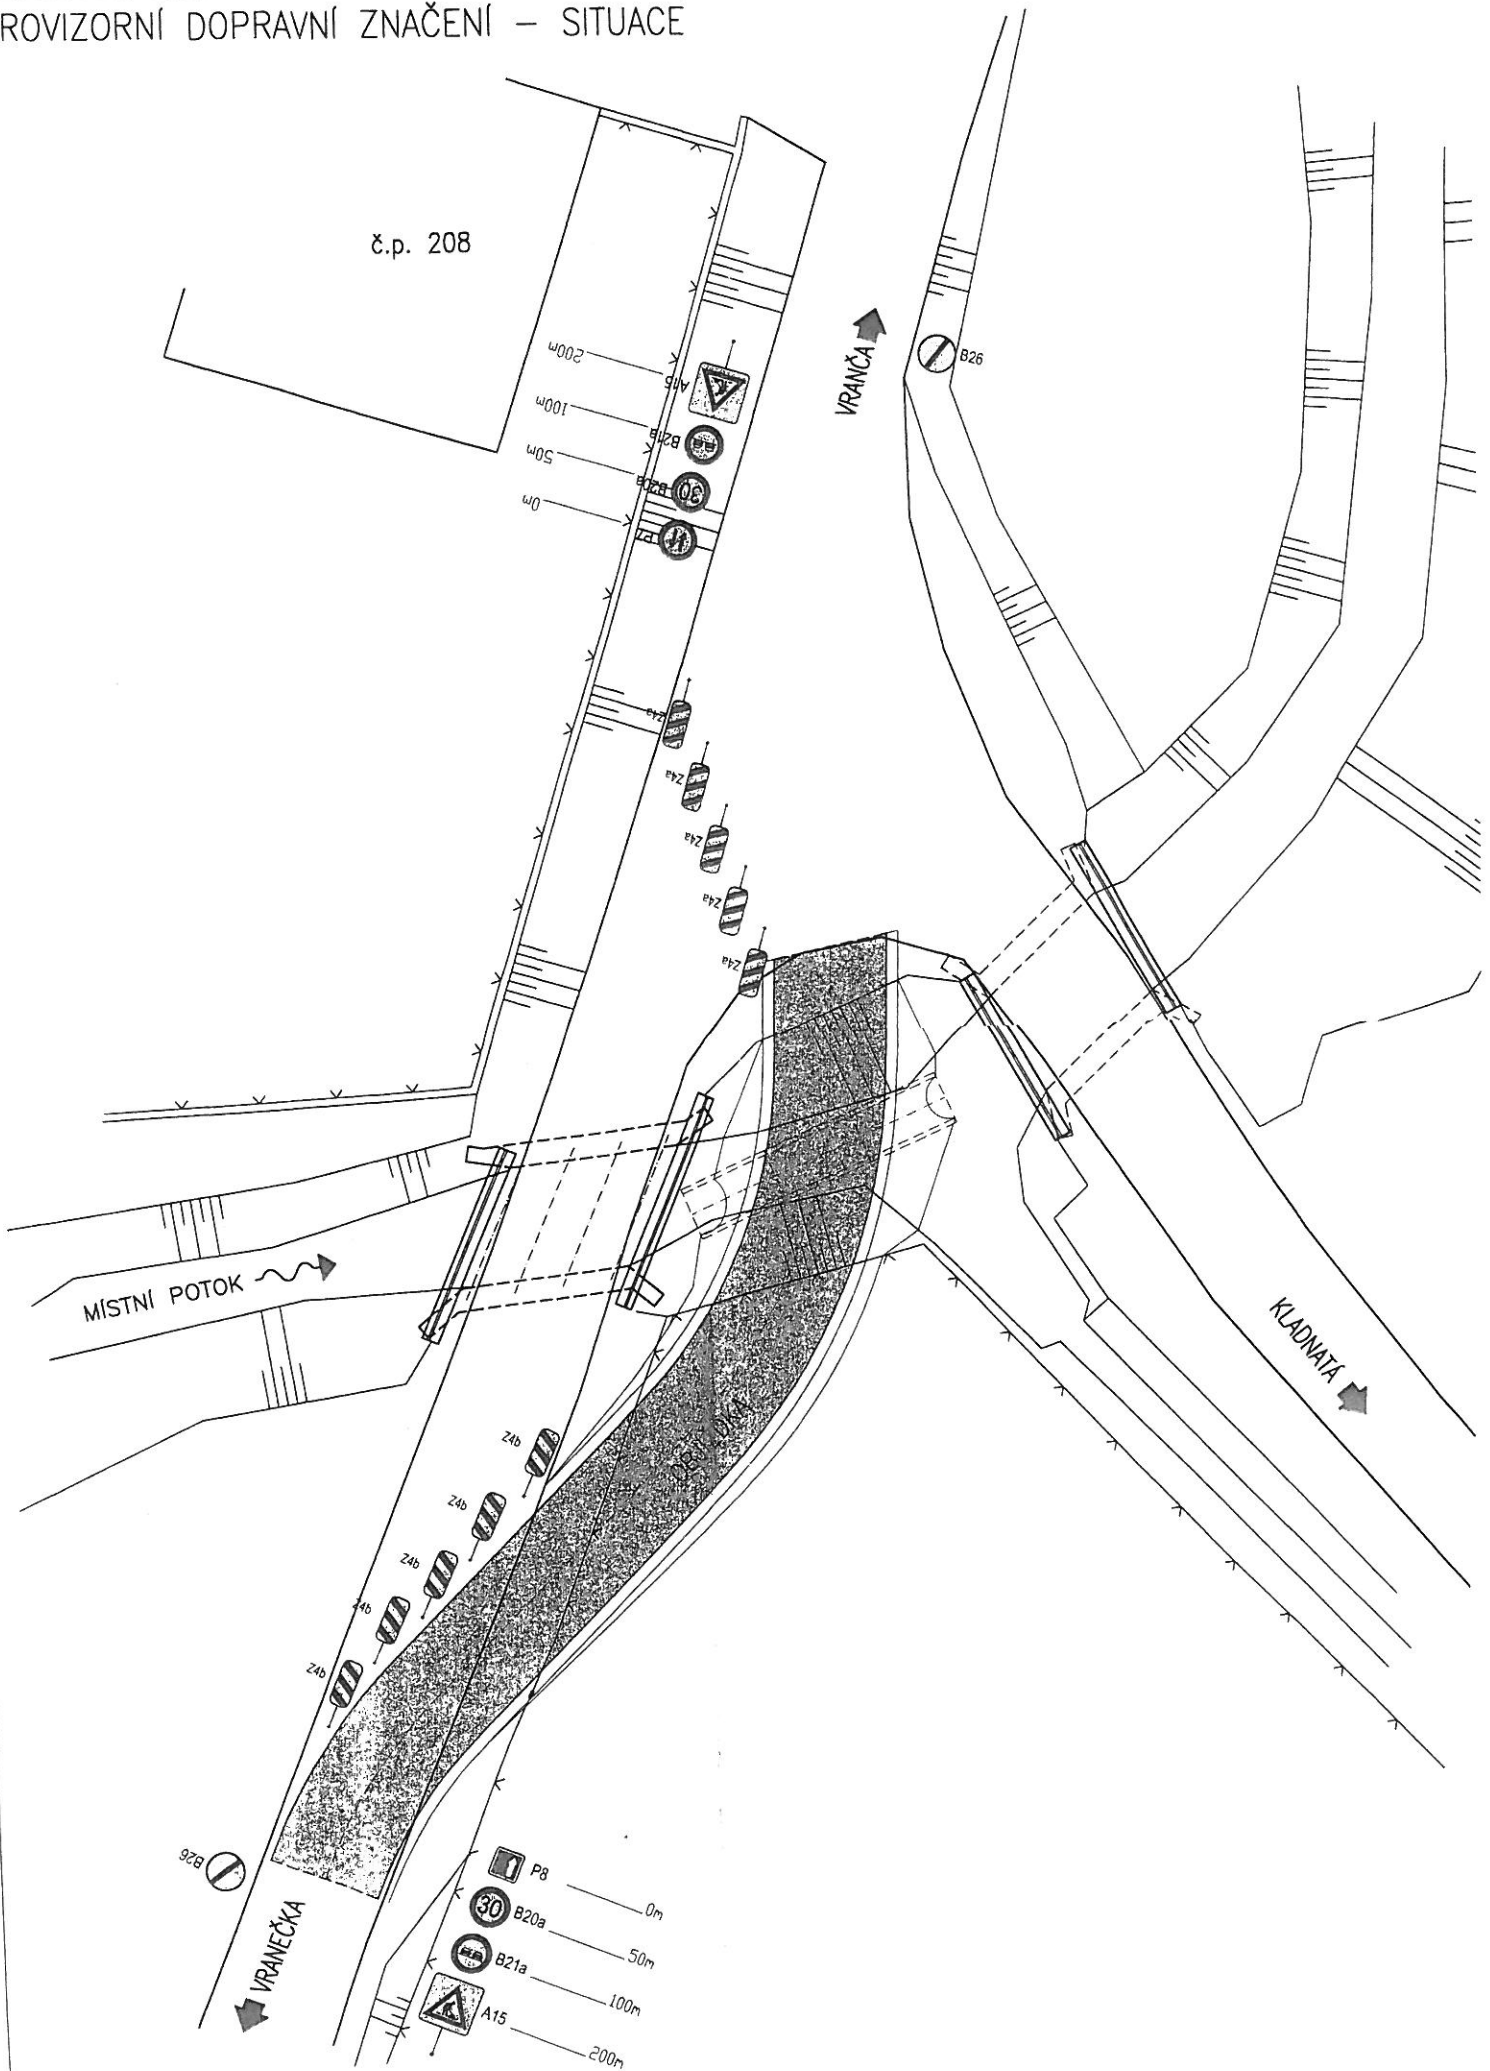 ROVIZORNÍ DOPRAVNÍ ZNAČENÍ – SITUACE
č.p. 208
200m
A15
100m
B21a
50m
B20a
30
0m
P7
VRANČA
B26
Z4a
Z4a
Z4a
Z4a
Z4a
MÍSTNÍ POTOK
KLADNATÁ
Z4b
Z4b
Z4b
Z4b
Z4b
B26
VRANEČKA
P8
0m
30
B20a
50m
B21a
100m
A15
200m